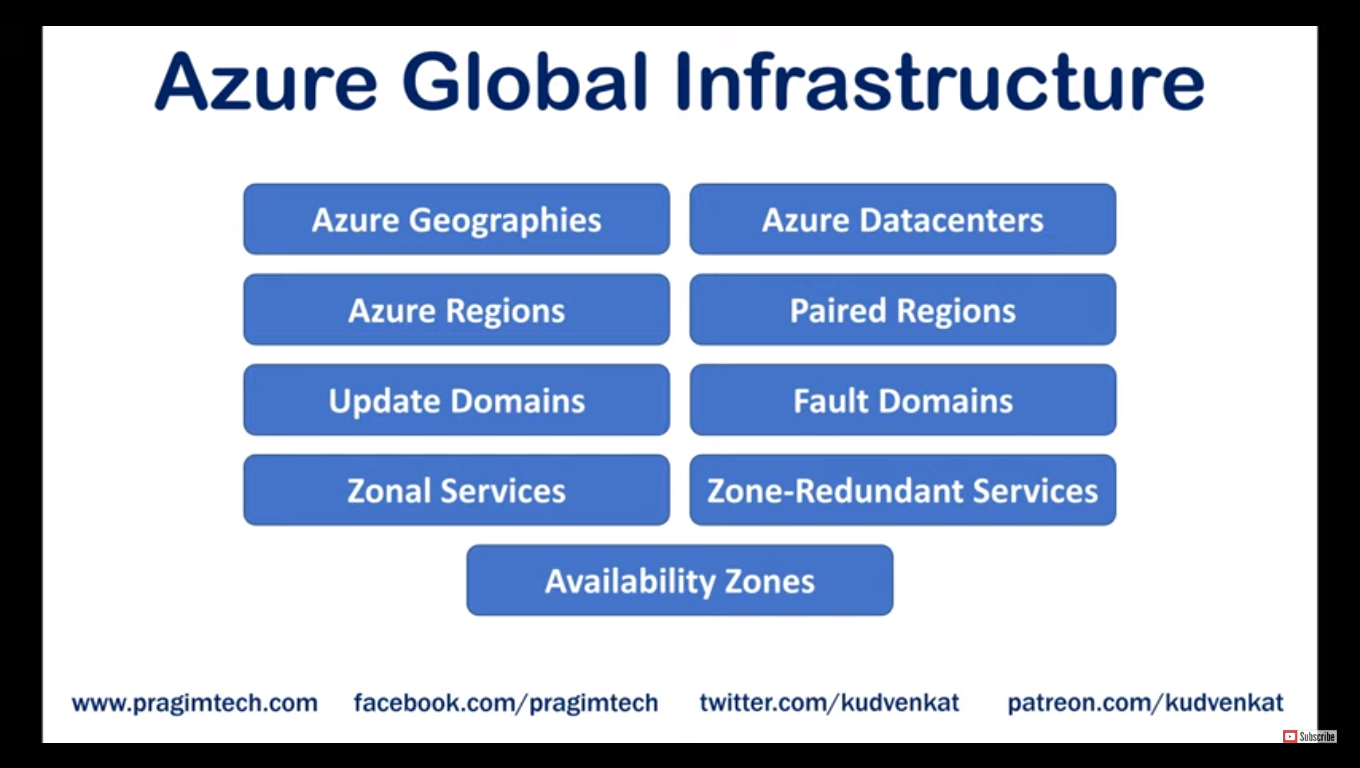 Azure Global Infrastructure
Azure Geographies
Azure Datacenters
Azure Regions
Paired Regions
Update Domains
Fault Domains
Zonal Services
Zone-Redundant Services
Availability Zones
www.pragimtech.com facebook.com/pragimtech twitter.com/kudvenkat patreon.com/kudvenkat
Subscribe